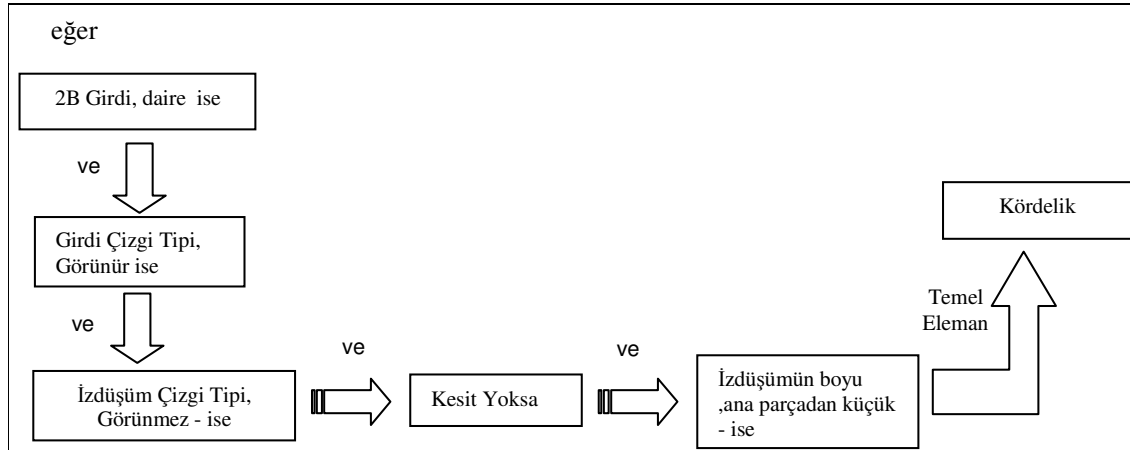 eğer
2B Girdi, daire ise
ve
Girdi Çizgi Tipi,
Görünür ise
ve
İzdüşüm Çizgi Tipi,
Görünmez - ise
ve
Kesit Yoksa
ve
İzdüşümün boyu
,ana parçadan küçük
- ise
Temel
Eleman
Kördelik